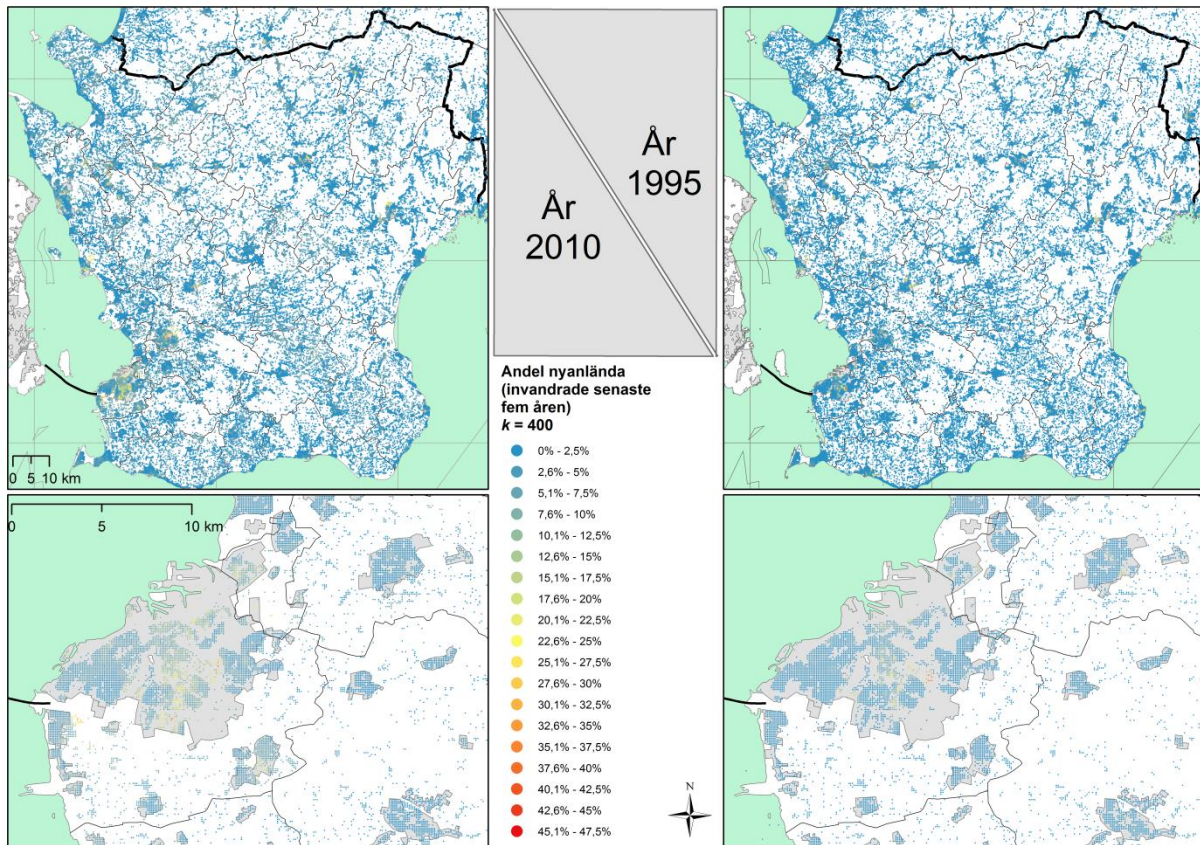 År
1995
År
2010
0 5 10 km
Andel nyanlända
(invandrade senaste
fem åren)
k = 400
0% - 2,5%
2,6% - 5%
5,1% - 7,5%
7,6% - 10%
10,1% - 12,5%
12,6% - 15%
15,1% - 17,5%
17,6% - 20%
20,1% - 22,5%
22,6% - 25%
25,1% - 27,5%
27,6% - 30%
30,1% - 32,5%
32,6% - 35%
35,1% - 37,5%
37,6% - 40%
40,1% - 42,5%
42,6% - 45%
45,1% - 47,5%
0 5 10 km
N